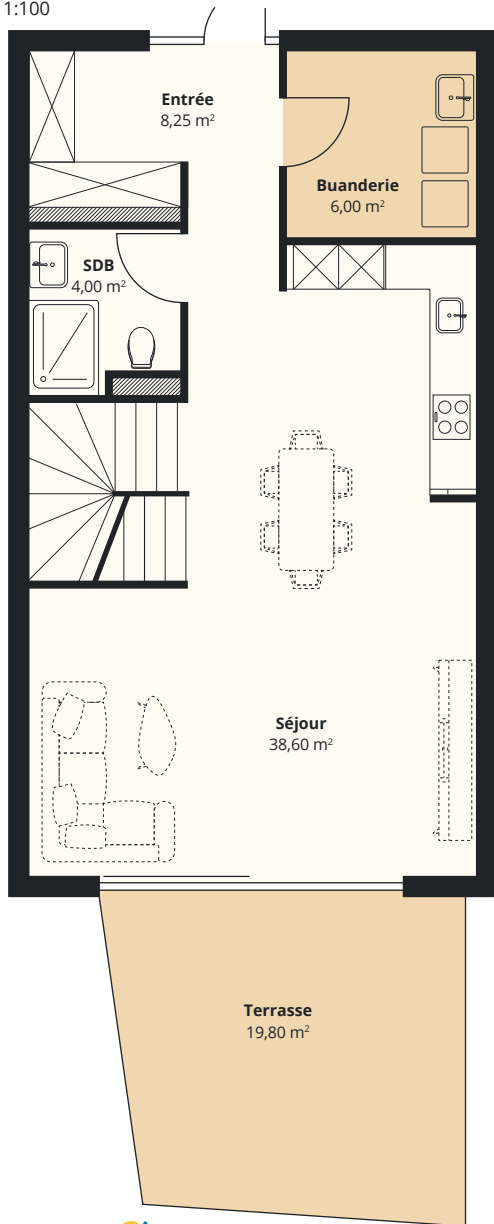 1:100
Entrée
8,25 m²
Buanderie
6,00 m²
SDB
4,00 m²
Séjour
38,60 m²
Terrasse
19,80 m²